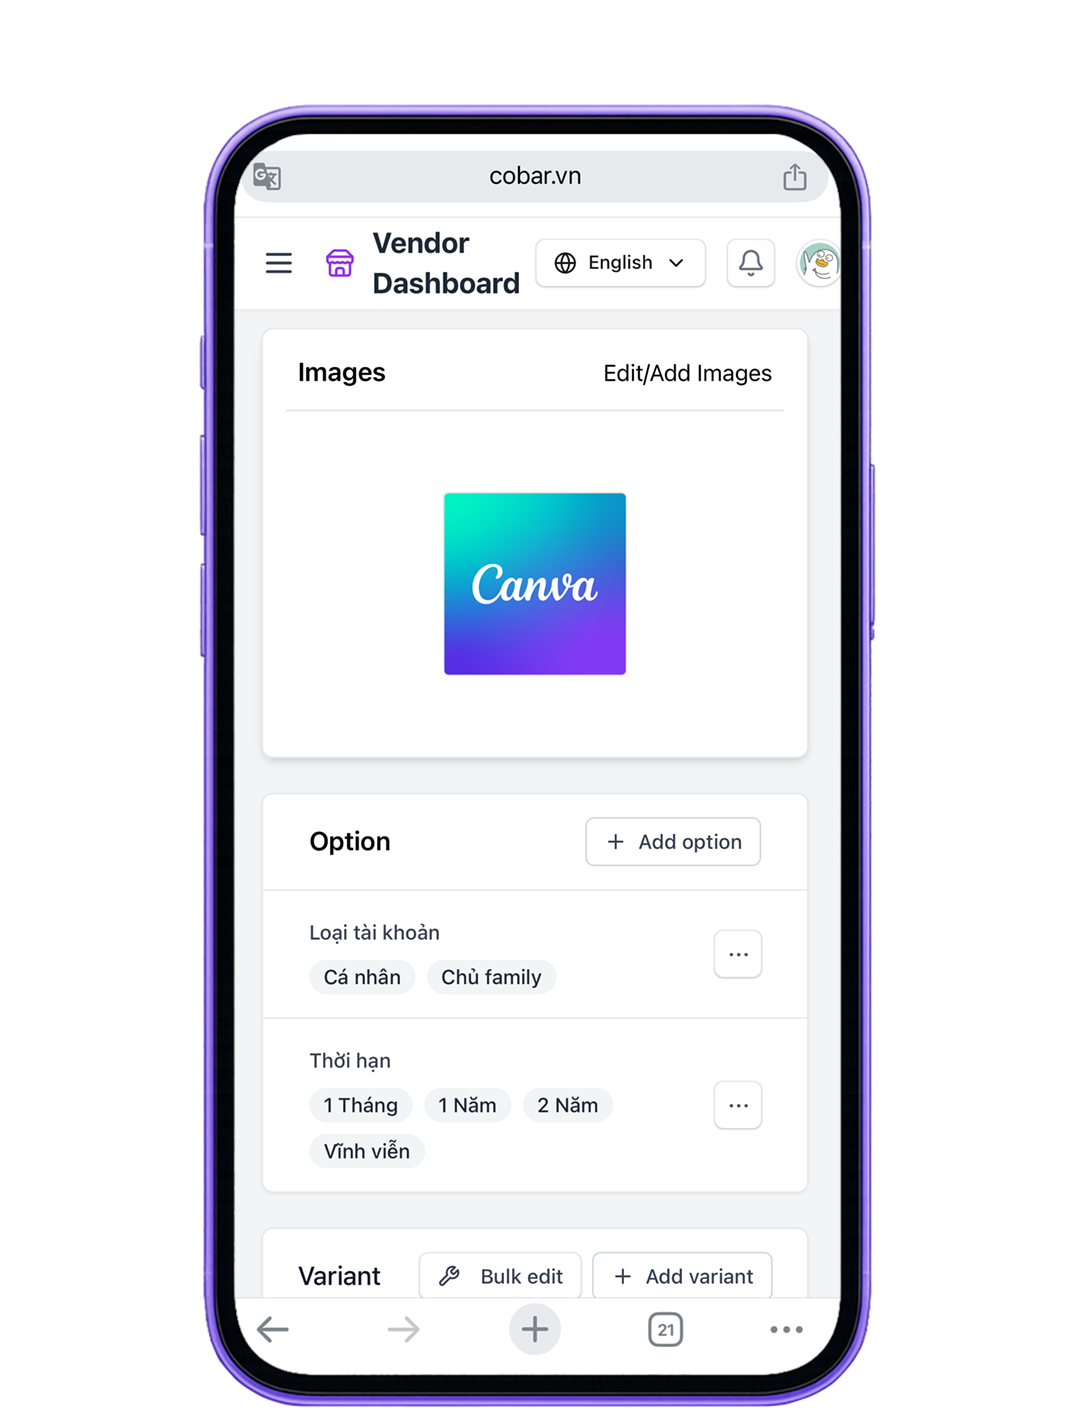 cobar.vn
Vendor
Dashboard
English
Images
Edit/Add Images
Canva
Option
+ Add option
Loại tài khoản
Cá nhân
Chủ family
Thời hạn
1 Tháng
1 Năm
2 Năm
Vĩnh viễn
Variant
Bulk edit
+ Add variant
21